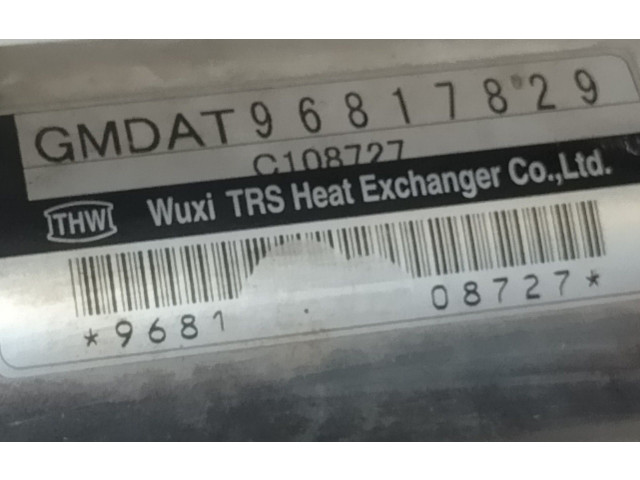 GMDAT96817829
C108727
THW Wuxi TRS Heat Exchanger Co.,Ltd.
*9681 08727*